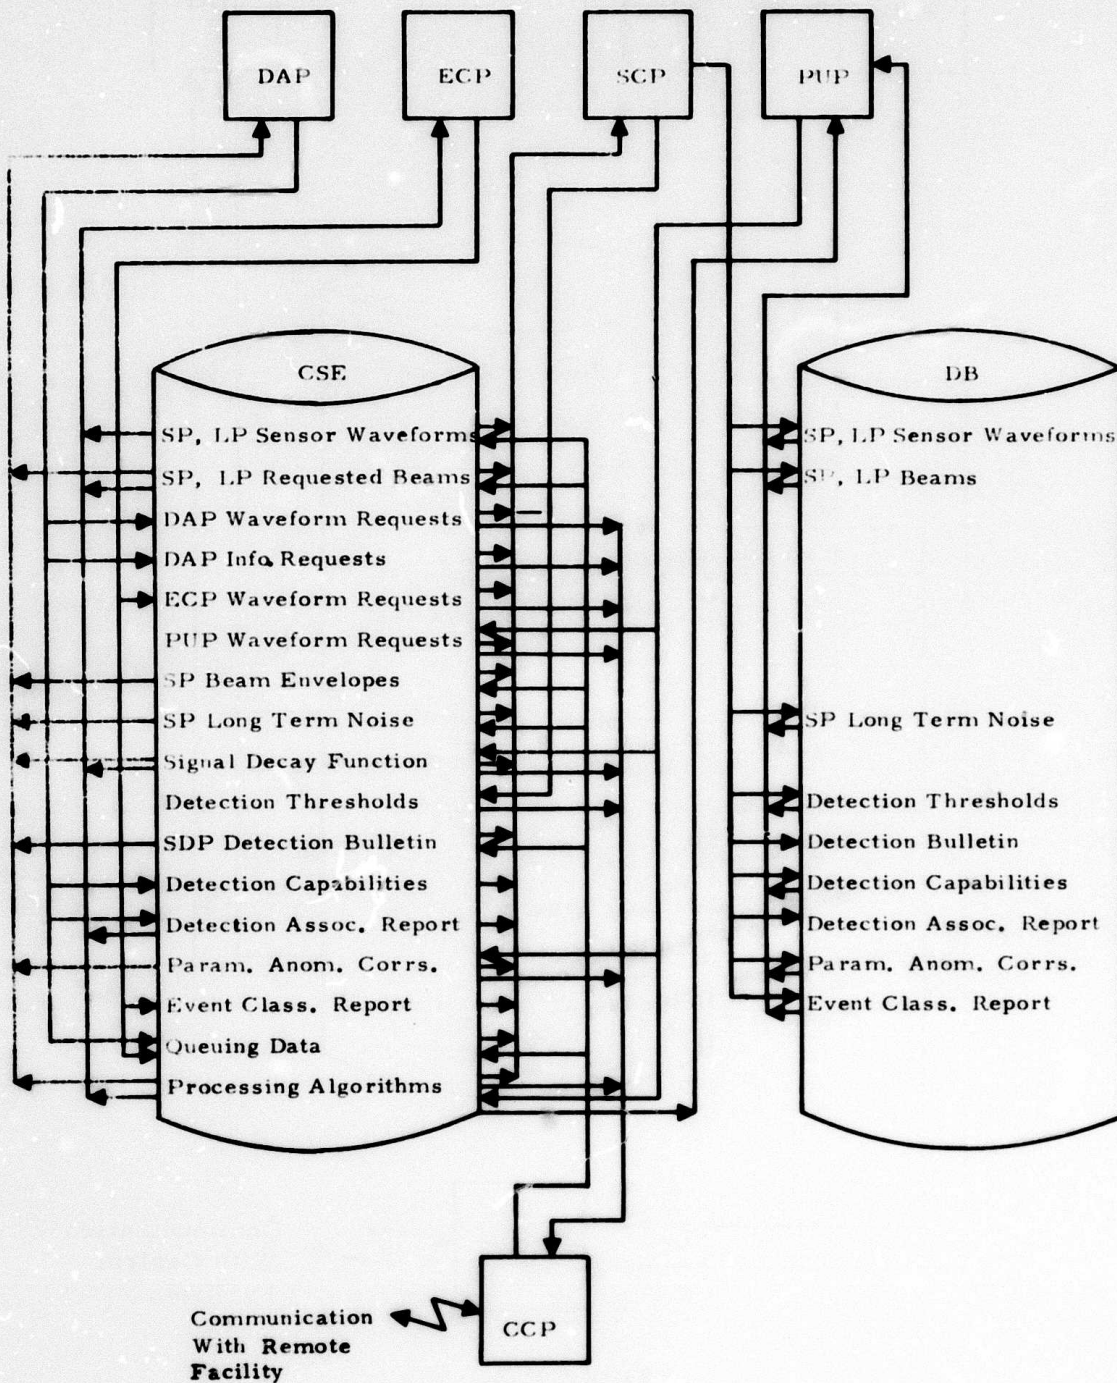 DAP
ECP
SCP
PUP
CSE
SP, LP Sensor Waveforms
SP, LP Requested Beams
DAP Waveform Requests
DAP Info. Requests
ECP Waveform Requests
PUP Waveform Requests
SP Beam Envelopes
SP Long Term Noise
Signal Decay Function
Detection Thresholds
SDP Detection Bulletin
Detection Capabilities
Detection Assoc. Report
Param. Anom. Corrs.
Event Class. Report
Queuing Data
Processing Algorithms
DB
SP, LP Sensor Waveforms
SP, LP Beams
SP Long Term Noise
Detection Thresholds
Detection Bulletin
Detection Capabilities
Detection Assoc. Report
Param. Anom. Corrs.
Event Class. Report
CCP
Communication
With Remote
Facility